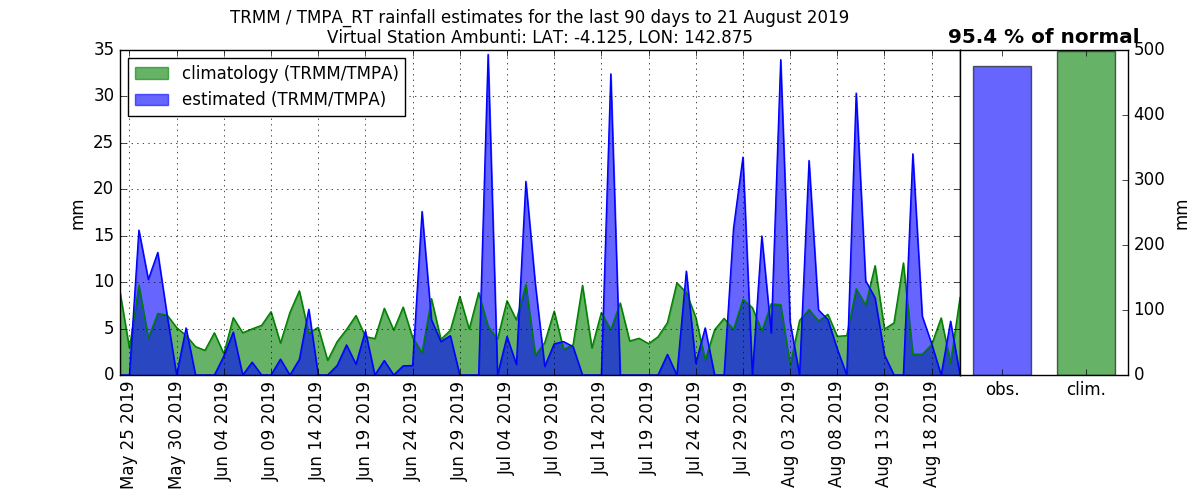 TRMM / TMPA_RT rainfall estimates for the last 90 days to 21 August 2019
Virtual Station Ambunti: LAT: -4.125, LON: 142.875
95.4 % of normal
climatology (TRMM/TMPA)
estimated (TRMM/TMPA)
35
30
25
20
15
10
5
0
mm
500
400
300
200
100
0
mm
May 25 2019
May 30 2019
Jun 04 2019
Jun 09 2019
Jun 14 2019
Jun 19 2019
Jun 24 2019
Jun 29 2019
Jul 04 2019
Jul 09 2019
Jul 14 2019
Jul 19 2019
Jul 24 2019
Jul 29 2019
Aug 03 2019
Aug 08 2019
Aug 13 2019
Aug 18 2019
obs.
clim.